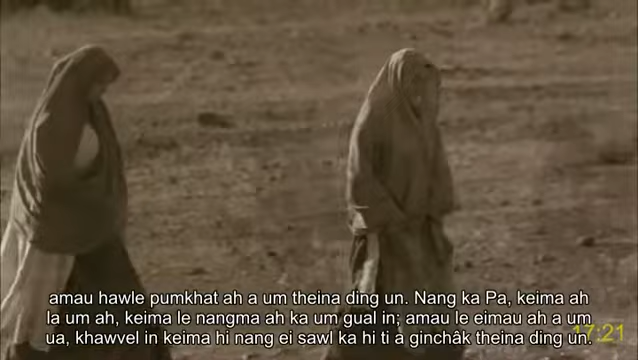 amau hawle pumkhat ah a um theina ding un. Nang ka Pa, keima ah
la um ah, keima le nangma ah ka um gual in; amau le eimau ah a um
ua, khawvel in keima hi nang ei sawl ka hi ti a ginchâk theina ding un.
17:21